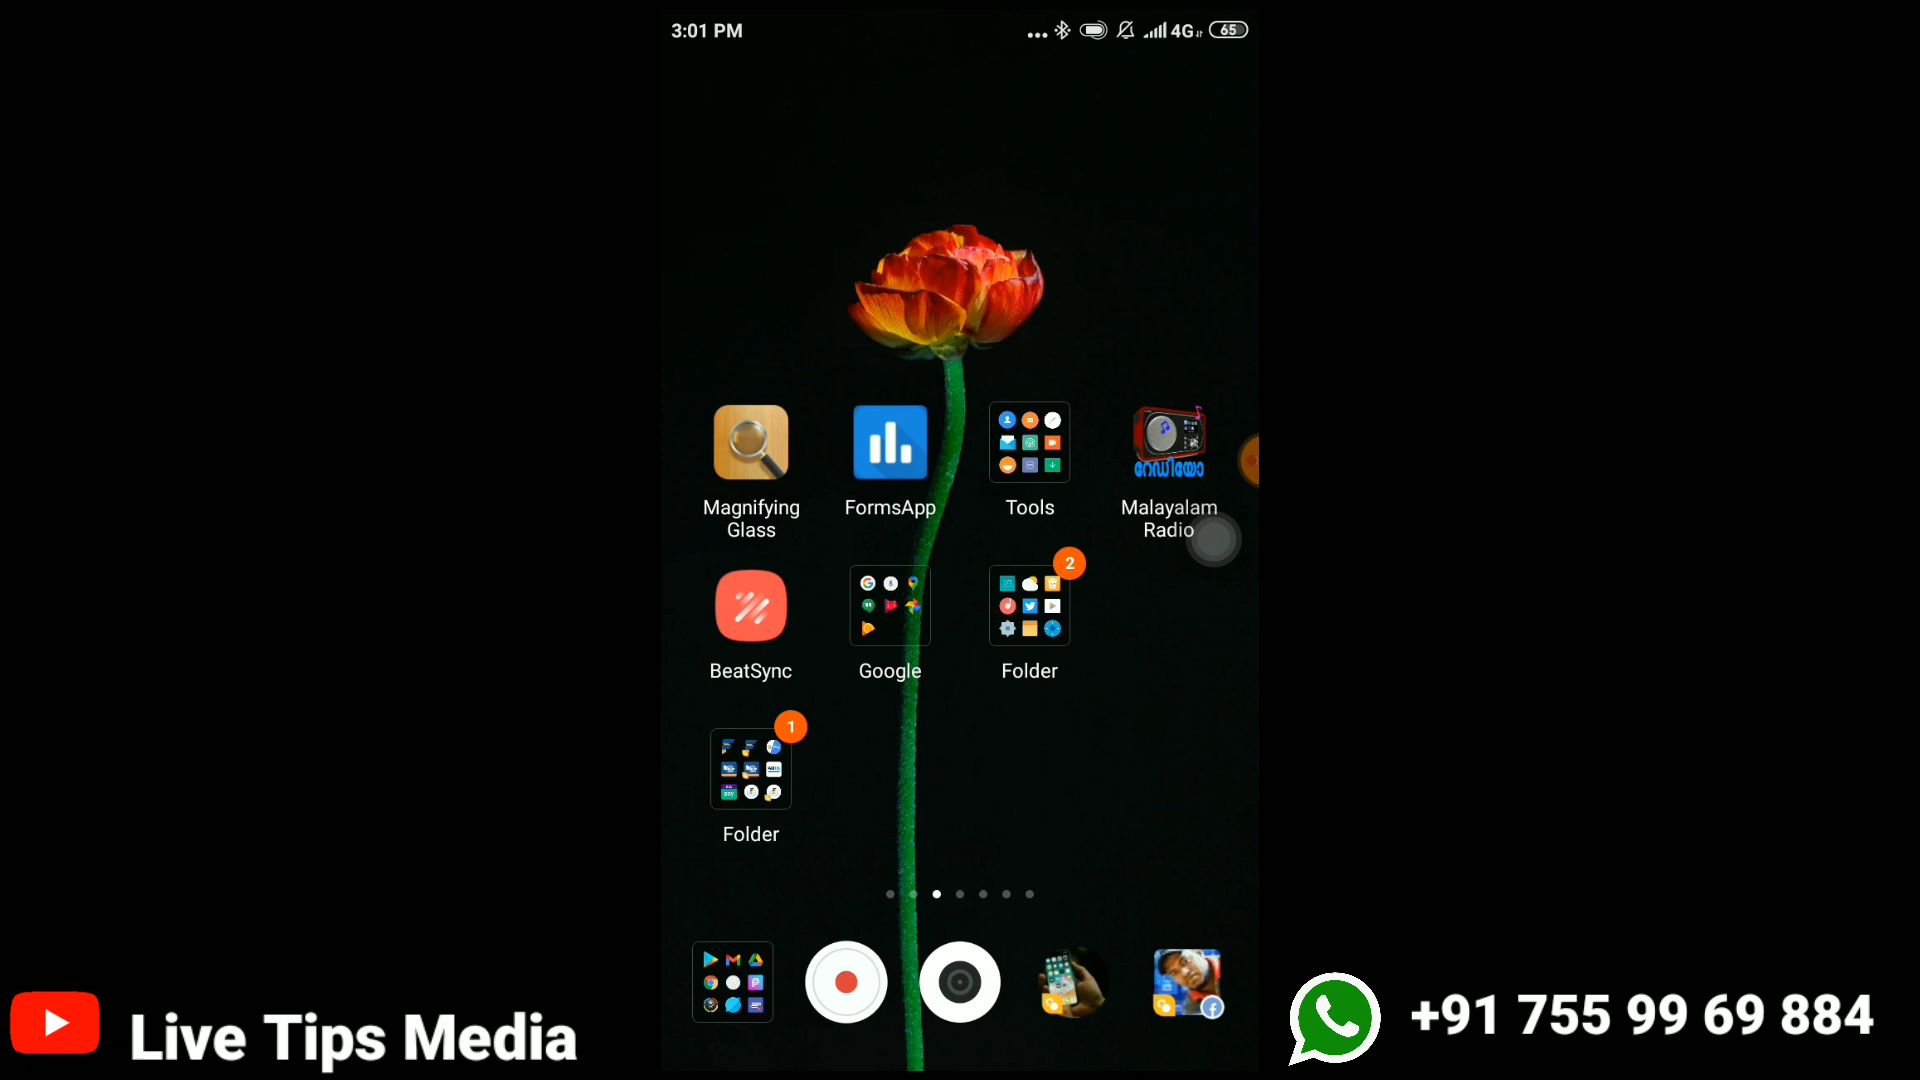 3:01 PM
4G
65
റേഡിയോ
Magnifying
Glass
FormsApp
Tools
Malayalam
Radio
2
BeatSync
Google
Folder
1
Folder
Live Tips Media
+91 755 99 69 884